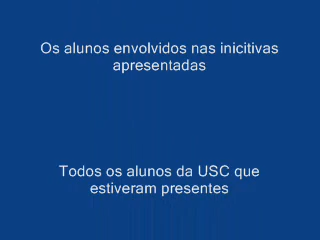 Os alunos envolvidos nas inicitivas
apresentadas
Todos os alunos da USC que
estiveram presentes